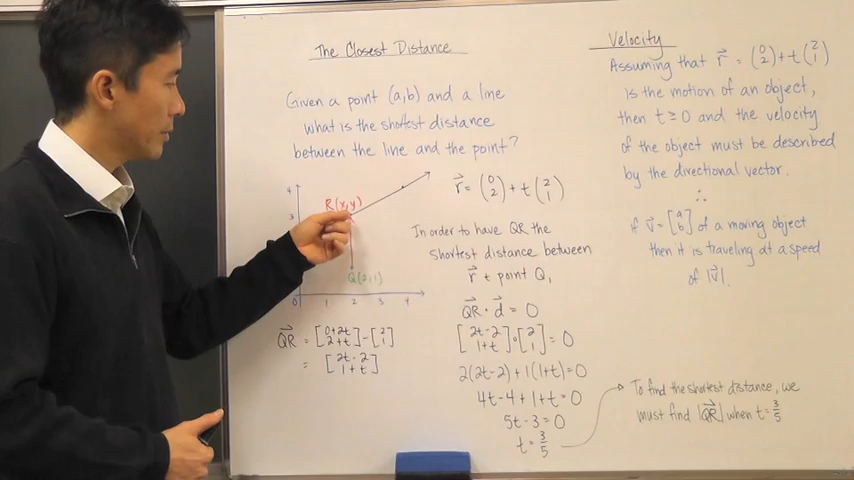 The Closest Distance
Given a point (a,b) and a line
what is the shortest distance
between the line and the point?
4
3
R(x,y)
Q(2,1)
0 1 2 3 4
r⃗ = (0 2) + t (2 1)
In order to have QR the
shortest distance between
r⃗ + point Q,
QR⃗ · d⃗ = 0
[2t-2 1+t] · [2 1] = 0
2(2t-2) + 1(1+t) = 0
4t-4 + 1+t = 0
5t-3 = 0
t = 3/5
QR⃗ = [0+2t 2+t] - [2 1]
= [2t-2 1+t]
Velocity
Assuming that r⃗ = (0 2) + t (2 1)
is the motion of an object,
then t ≥ 0 and the velocity
of the object must be described
by the directional vector.
∴
if v⃗ = [a b] of a moving object
then it is traveling at a speed
of |v⃗|.
To find the shortest distance, we
must find |QR⃗| when t = 3/5